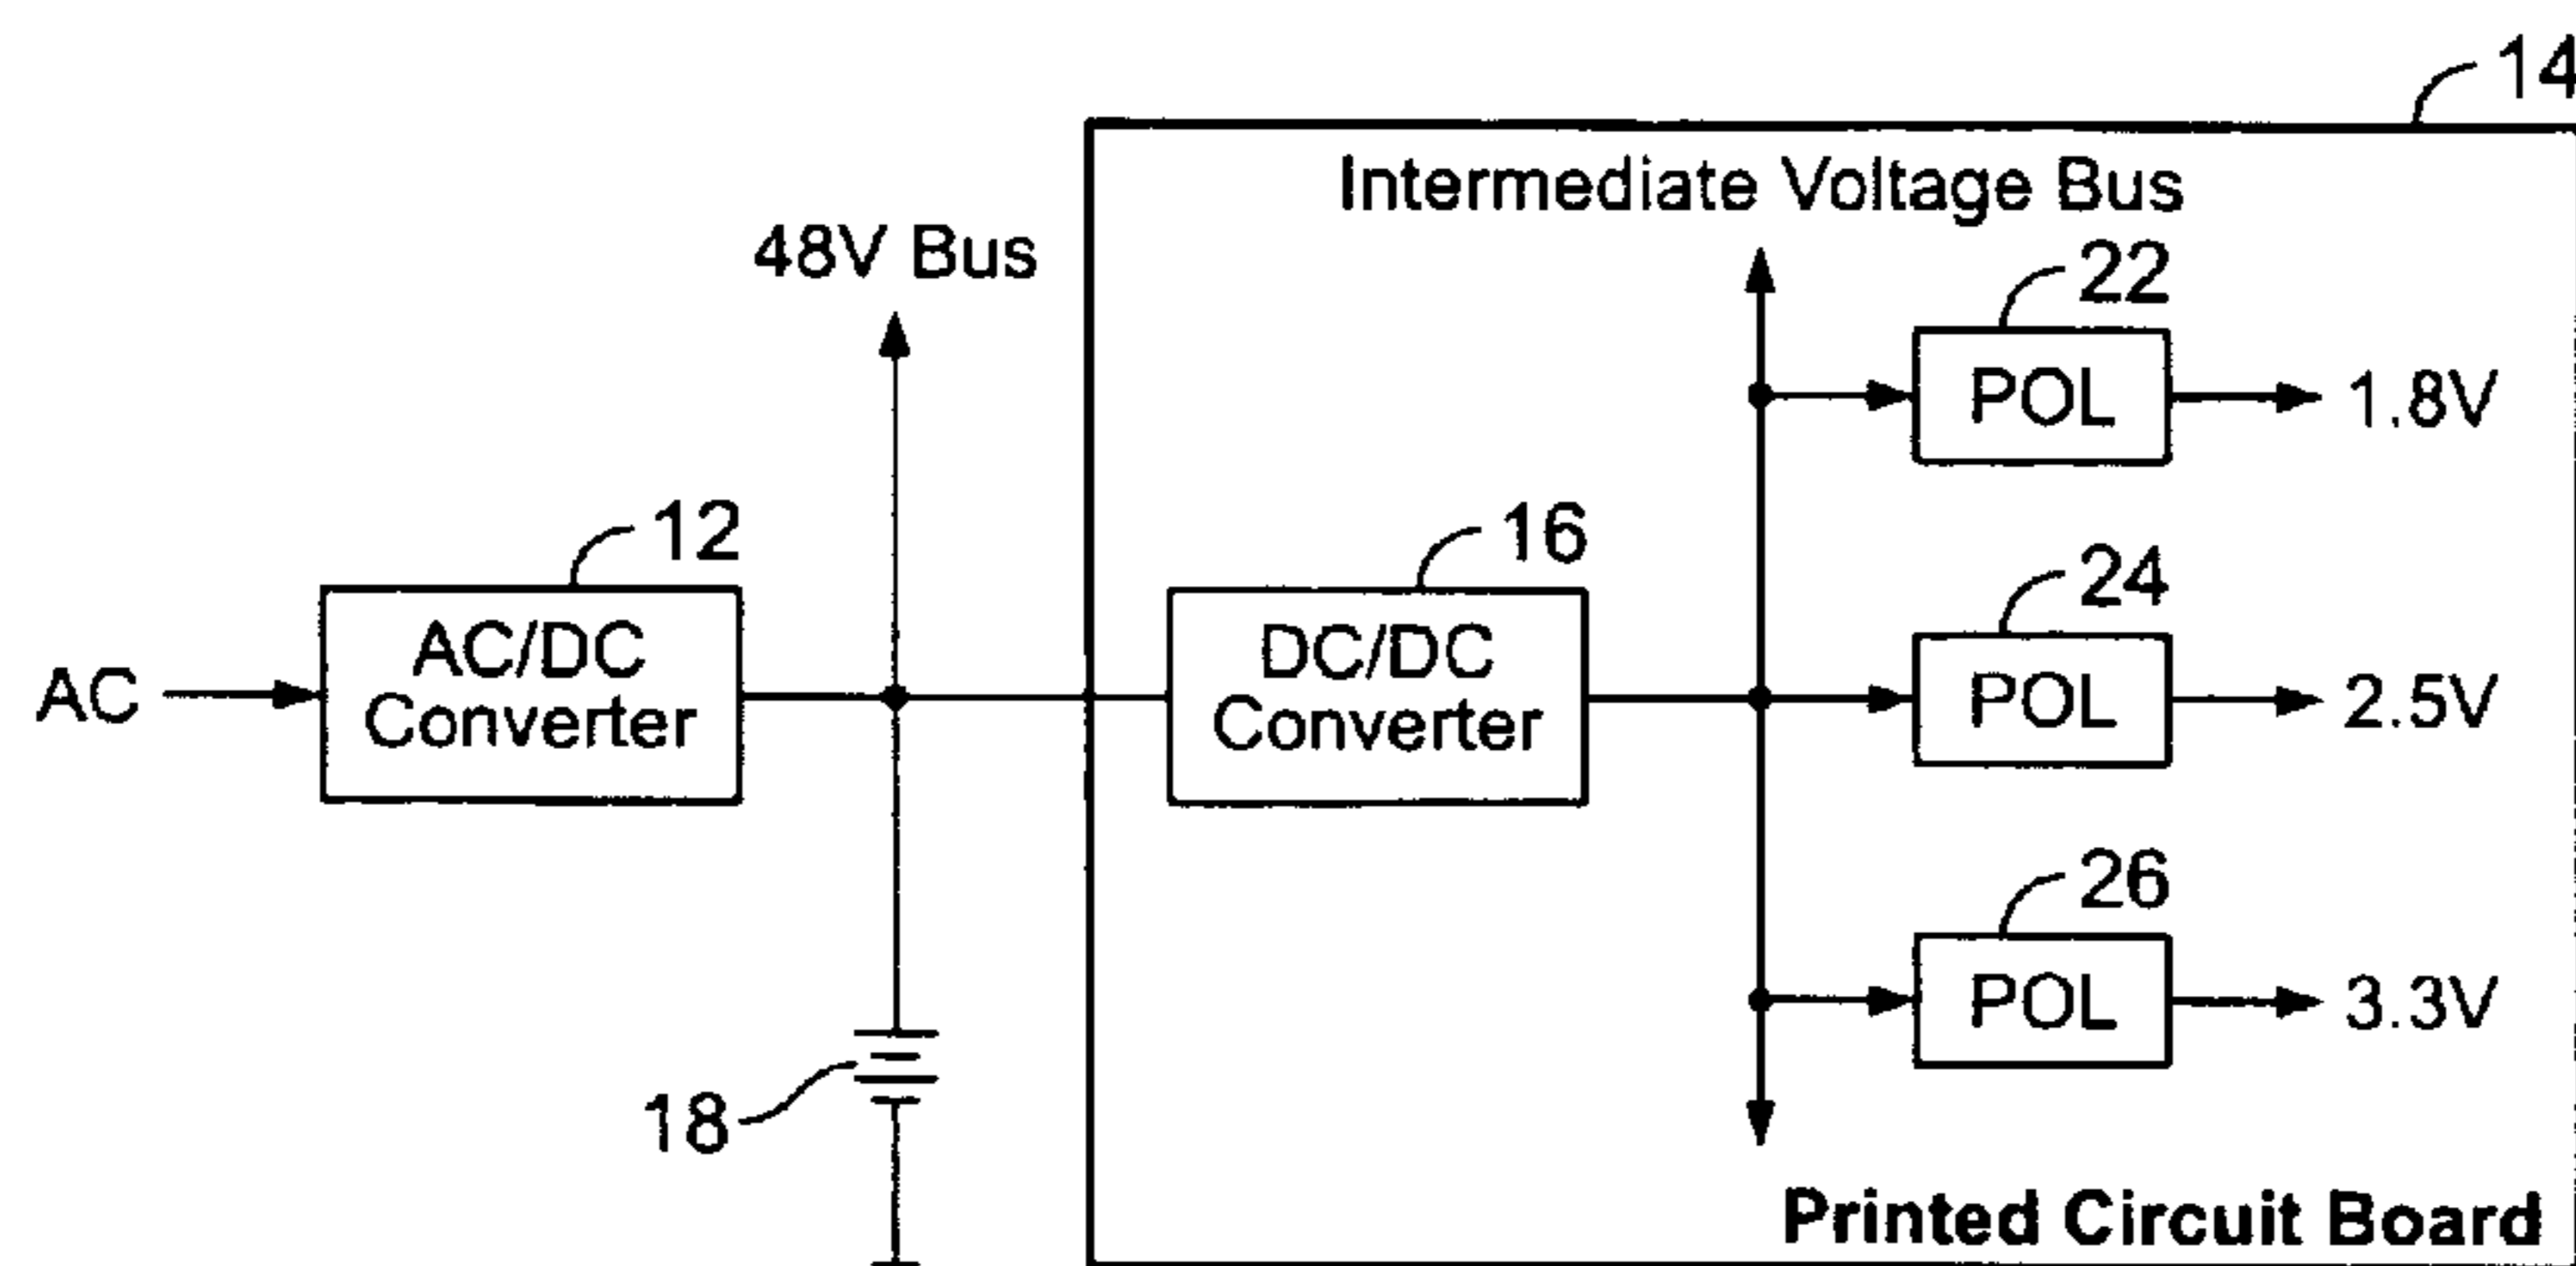 14
Intermediate Voltage Bus
48V Bus
22
POL
1.8V
12
16
24
AC
AC/DC
Converter
DC/DC
Converter
POL
2.5V
26
POL
3.3V
18
Printed Circuit Board